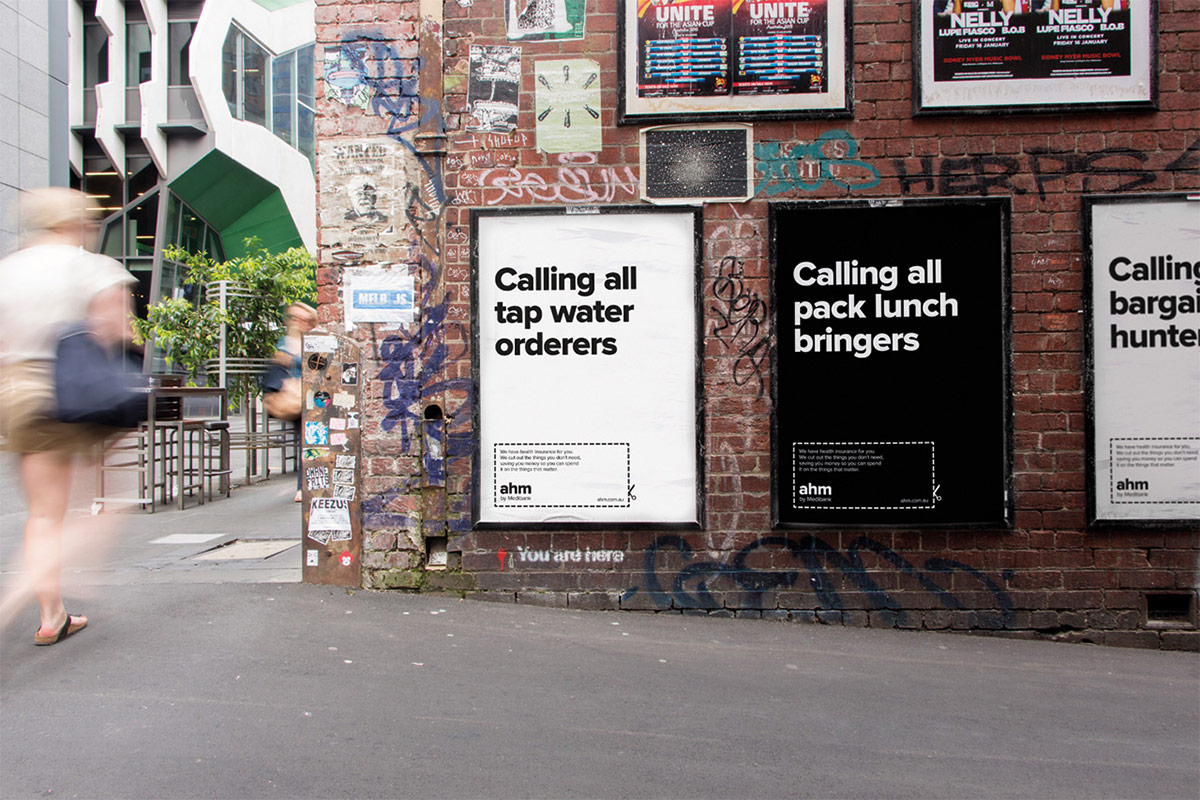 UNITE
FOR THE ASIAN CUP
UNITE
FOR THE ASIAN CUP
NELLY
LUPE FIASCO B.O.B
LIVE IN CONCERT
FRIDAY 16 JANUARY
SIDNEY MYER MUSIC BOWL
NELLY
LUPE FIASCO B.O.B
LIVE IN CONCERT
FRIDAY 16 JANUARY
SIDNEY MYER MUSIC BOWL
WANTED
HERPS
MELB JS
KEEZUS
Calling all
tap water
orderers
We have health insurance for you.
We cut out the things you don't need,
saving you money so you can spend
it on the things that matter.
ahm
by Medibank
ahm.com.au
Calling all
pack lunch
bringers
We have health insurance for you.
We cut out the things you don't need,
saving you money so you can spend
it on the things that matter.
ahm
by Medibank
ahm.com.au
Calling
barga
hunte
We have health insurance for you.
We cut out the things you don't need,
saving you money so you can spend
it on the things that matter.
ahm
by Medibank
You are here